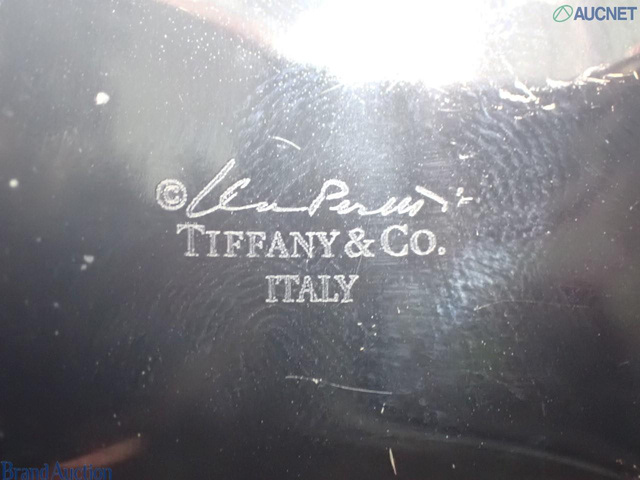 AUCNET
© Elsa Peretti
TIFFANY & CO.
ITALY
Brand Auction